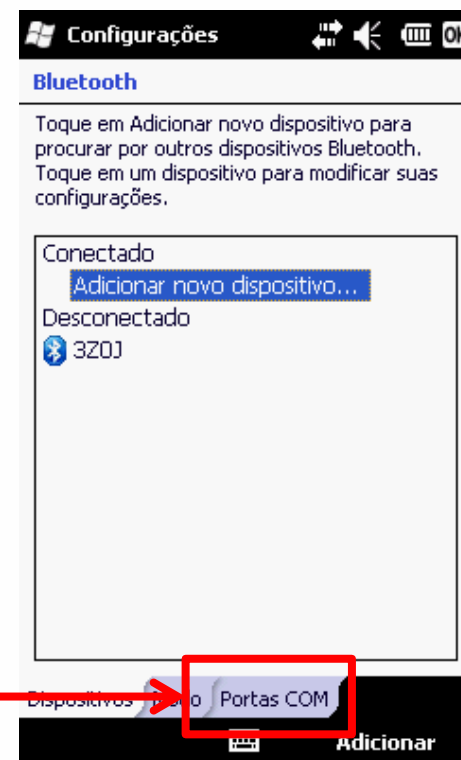 Configurações
Bluetooth
Toque em Adicionar novo dispositivo para
procurar por outros dispositivos Bluetooth.
Toque em um dispositivo para modificar suas
configurações.
Conectado
Adicionar novo dispositivo...
Desconectado
3Z0J
Dispositivos Portas COM
Adicionar